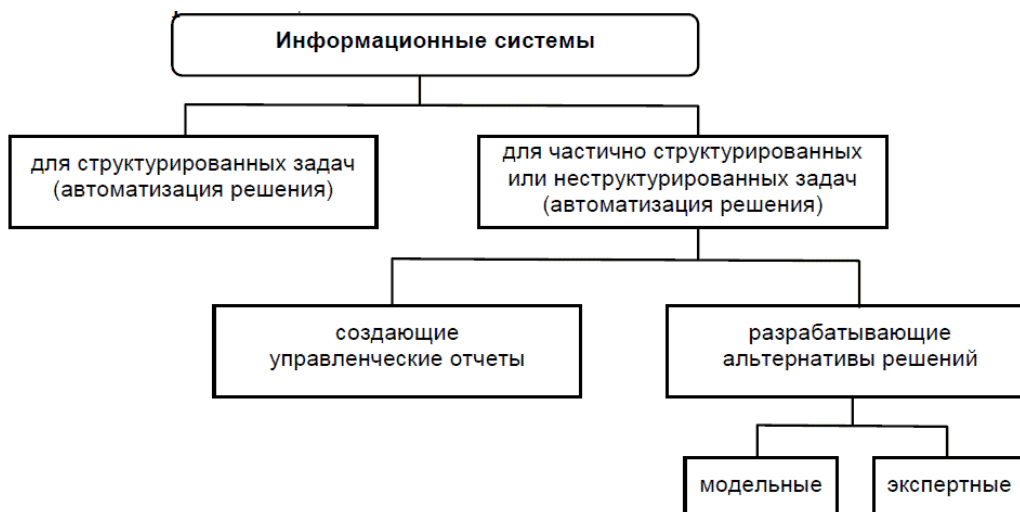 Информационные системы
для структурированных задач
(автоматизация решения)
для частично структурированных
или неструктурированных задач
(автоматизация решения)
создающие
управленческие отчеты
разрабатывающие
альтернативы решений
модельные
экспертные